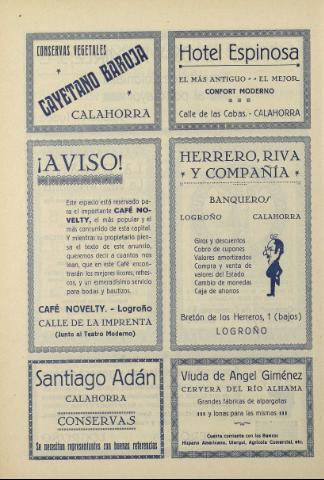 CONSERVAS VEGETALES
CAYETANO BAROJA
CALAHORRA
Hotel Espinosa
EL MÁS ANTIGUO - - EL MEJOR
CONFORT MODERNO
Calle de las Cabas. - CALAHORRA
¡AVISO!
Este espacio está reservado pa-
ra el importante CAFÉ NO-
VELTY, el más popular y el
más concurrido de esta capital.
Y mientras su propietario pien-
sa el texto de este anuncio,
queremos decir a cuantos nos
lean, que en este Café encon-
trarán los mejores licores, refres-
cos, y un esmeradísimo servicio
para bodas y bautizos.
CAFÉ NOVELTY. - Logroño
CALLE DE LA IMPRENTA
(Junto al Teatro Moderno)
HERRERO, RIVA
Y COMPAÑÍA
BANQUEROS
LOGROÑO CALAHORRA
Giros y descuentos
Cobro de cupones
Valores amortizados
Compra y venta de
valores del Estado
Cambio de monedas
Caja de ahorros
Bretón de los Herreros, 1 (bajos)
LOGROÑO
Santiago Adán
CALAHORRA
CONSERVAS
Se necesitan representantes con buenas referencias
Viuda de Angel Giménez
CERVERA DEL RÍO ALHAMA
Grandes fábricas de alpargatas
y lonas para las mismas
Cuenta corriente con los Bancos
Hispano Americano, Urquijo, Agrícola Comercial, etc.